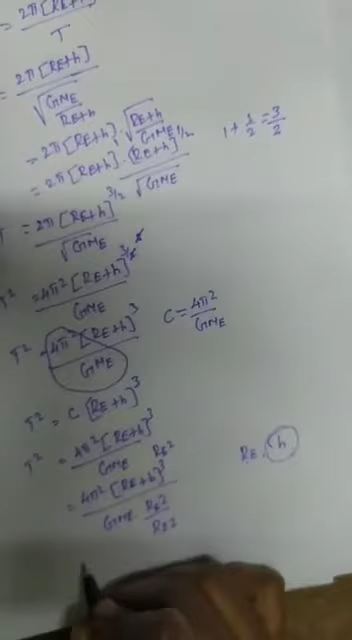 = 2π[RE+h] / T
= 2π[RE+h] / √(GME / RE+h)
= 2π[RE+h] . √(RE+h / GME)
= 2π[RE+h] . (RE+h)^1/2 / √GME    1 + 1/2 = 3/2
T = 2π[RE+h]^3/2 / √GME
T² = 4π²[RE+h]^3/2 / GME
T² = 4π²[RE+h]³ / GME    C = 4π² / GME
T² = C[RE+h]³
T² = 4π²[RE+h]³ / GME RE²
= 4π²[RE+h]³ / GME . RE² / RE²    RE, h